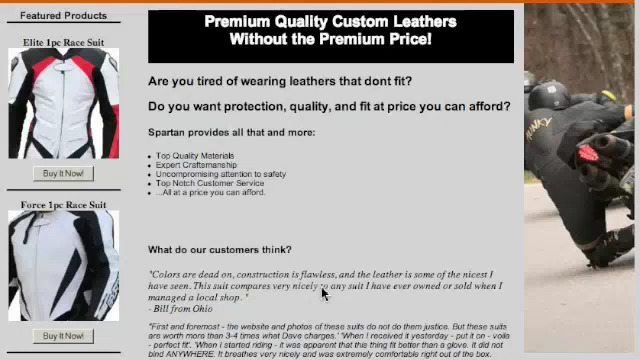 Featured Products
Elite 1pc Race Suit
Buy It Now!
Force 1pc Race Suit
Buy It Now!
Premium Quality Custom Leathers
Without the Premium Price!
Are you tired of wearing leathers that dont fit?
Do you want protection, quality, and fit at price you can afford?
Spartan provides all that and more:
Top Quality Materials
Expert Craftsmanship
Uncompromising attention to safety
Top Notch Customer Service
...All at a price you can afford.
What do our customers think?
"Colors are dead on, construction is flawless, and the leather is some of the nicest I
have seen. This suit compares very nicely to any suit I have ever owned or sold when I
managed a local shop. "
- Bill from Ohio
"First and foremost - the website and photos of these suits do not do them justice. But these suits
are worth more than 3-4 times what Dave charges.' 'When I received it yesterday - put it on - voila
- perfect fit'. 'When I started riding - it was apparent that this thing fit better than a glove. It did not
bind ANYWHERE. It breathes very nicely and was extremely comfortable right out of the box.